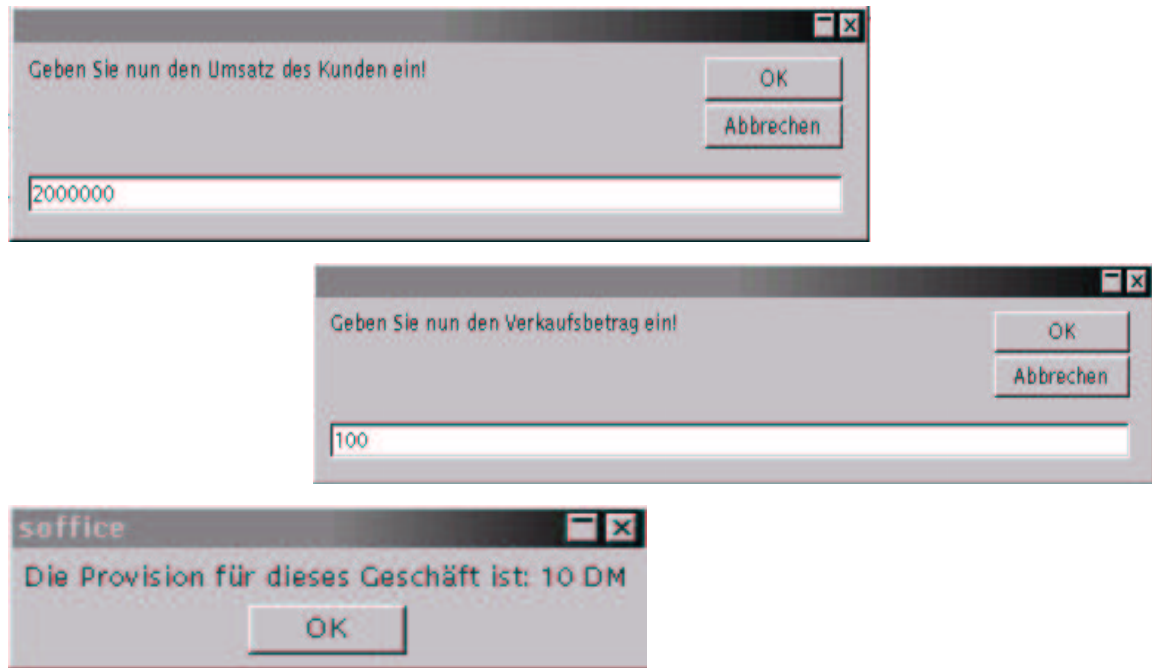 Geben Sie nun den Umsatz des Kunden ein!
OK
Abbrechen
2000000
Geben Sie nun den Verkaufsbetrag ein!
OK
Abbrechen
100
soffice
Die Provision für dieses Geschäft ist: 10 DM
OK